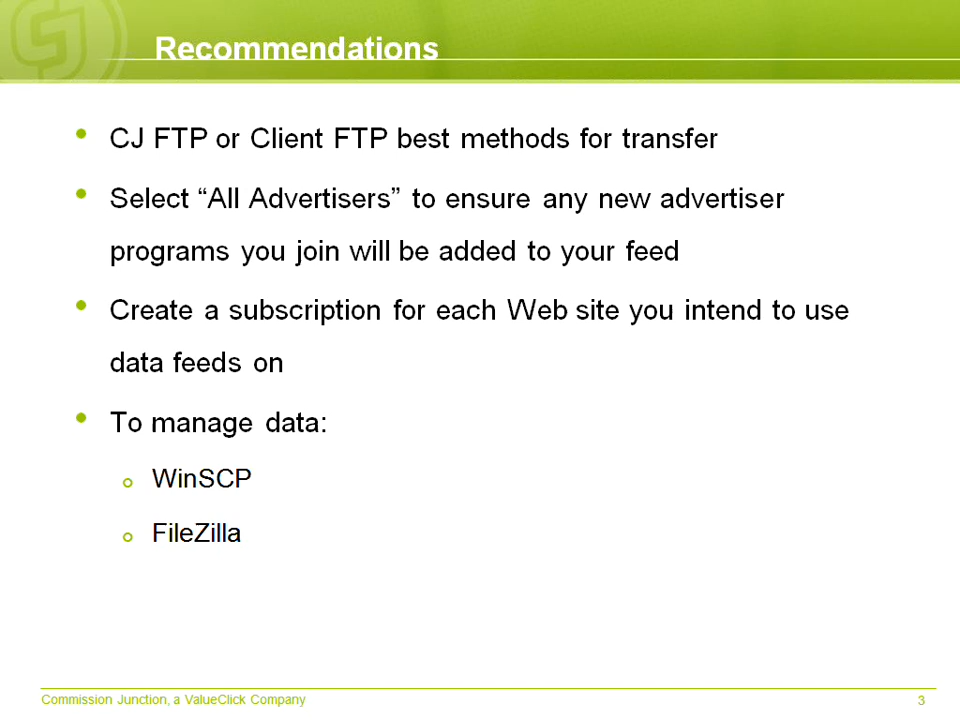 Recommendations
• CJ FTP or Client FTP best methods for transfer
• Select “All Advertisers” to ensure any new advertiser
programs you join will be added to your feed
• Create a subscription for each Web site you intend to use
data feeds on
• To manage data:
o WinSCP
o FileZilla
Commission Junction, a ValueClick Company
3